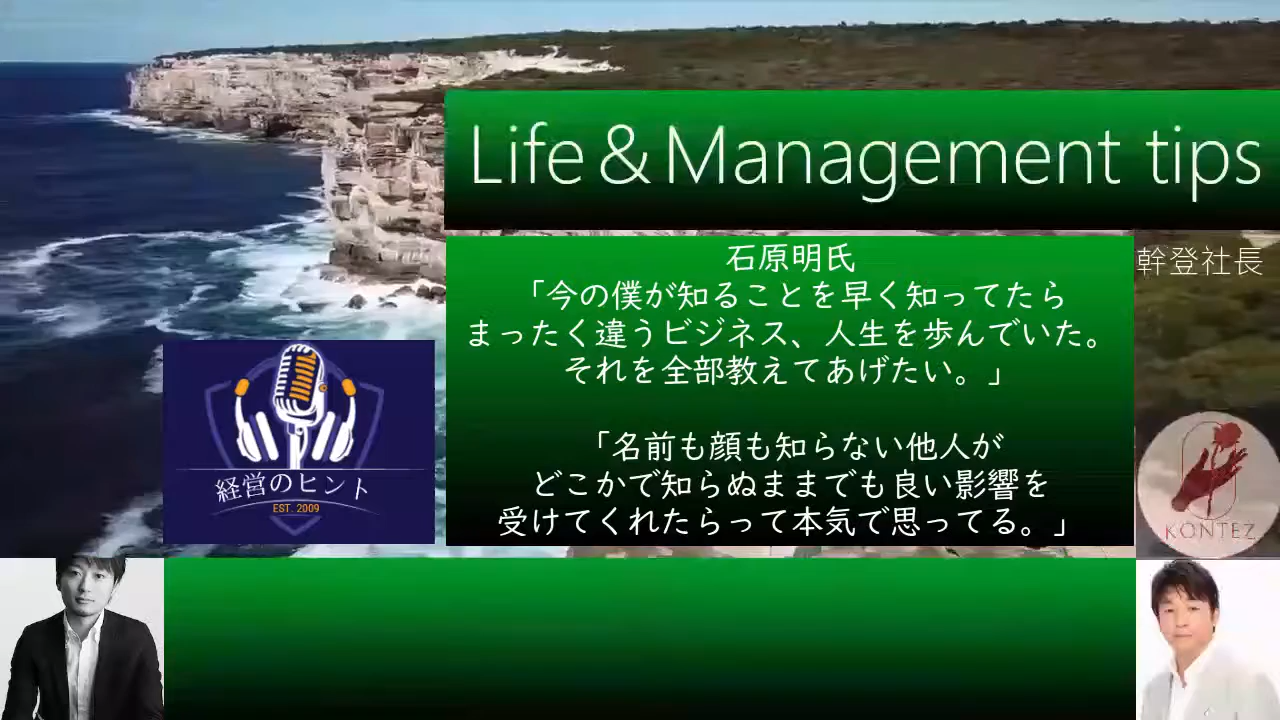 Life&Management tips
石原明氏
「今の僕が知ることを早く知ってたら
まったく違うビジネス、人生を歩んでいた。
それを全部教えてあげたい。」
「名前も顔も知らない他人が
どこかで知らぬままでも良い影響を
受けてくれたらって本気で思ってる。」
幹登社長
経営のヒント
EST. 2009
KONTEZ